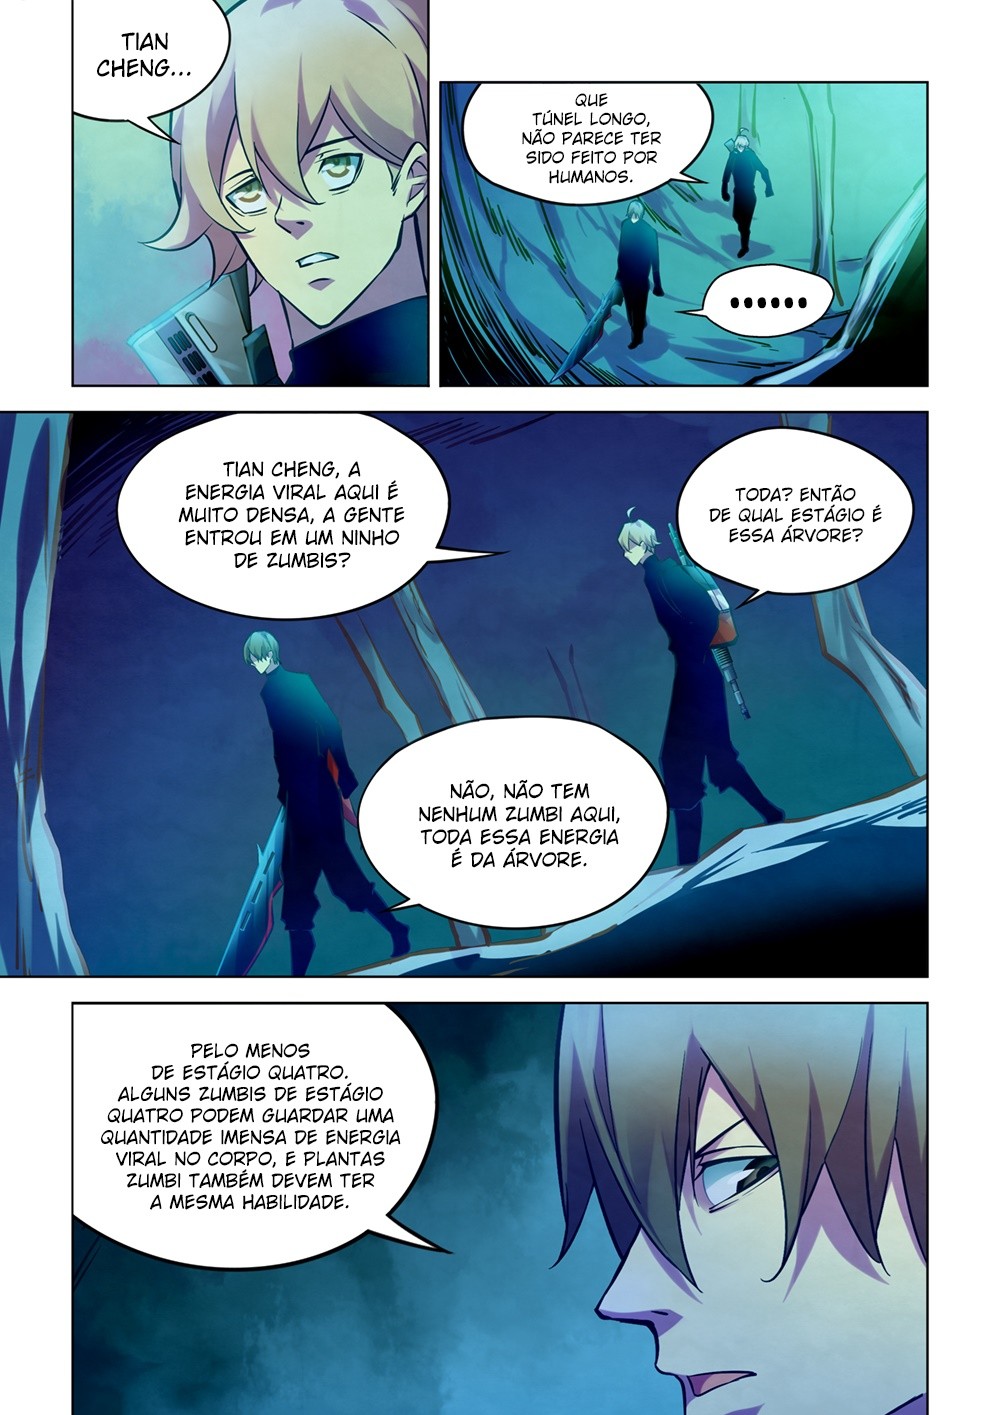 TIAN
CHENG...
QUE
TÚNEL LONGO,
NÃO PARECE TER
SIDO FEITO POR
HUMANOS.
......
TIAN CHENG, A
ENERGIA VIRAL AQUI É
MUITO DENSA, A GENTE
ENTROU EM UM NINHO
DE ZUMBIS?
NÃO, NÃO TEM
NENHUM ZUMBI AQUI,
TODA ESSA ENERGIA
É DA ÁRVORE.
TODA? ENTÃO
DE QUAL ESTÁGIO É
ESSA ÁRVORE?
PELO MENOS
DE ESTÁGIO QUATRO.
ALGUNS ZUMBIS DE ESTÁGIO
QUATRO PODEM GUARDAR UMA
QUANTIDADE IMENSA DE ENERGIA
VIRAL NO CORPO, E PLANTAS
ZUMBI TAMBÉM DEVEM TER
A MESMA HABILIDADE.